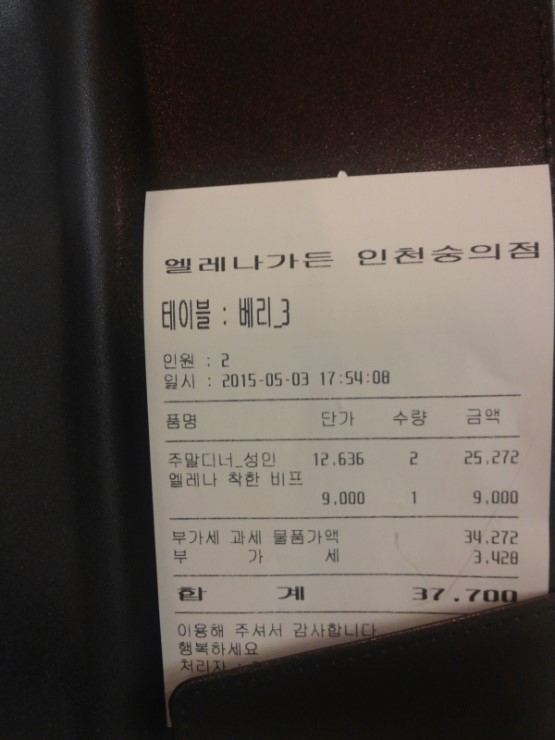 엘레나가든 인천숭의점
테이블 : 베리_3
인원 : 2
일시 : 2015-05-03 17:54:08
품명 단가 수량 금액
주말디너_성인 12,636 2 25,272
엘레나 착한 비프
9,000 1 9,000
부가세 과세 물품가액 34,272
부 가 세 3,428
합 계 37,700
이용해 주셔서 감사합니다
행복하세요
처리자 :